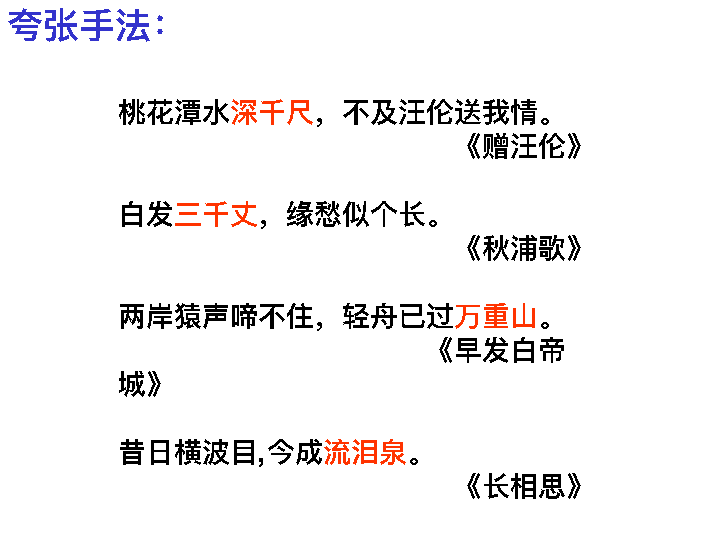 夸张手法：
桃花潭水深千尺，不及汪伦送我情。
《赠汪伦》
白发三千丈，缘愁似个长。
《秋浦歌》
两岸猿声啼不住，轻舟已过万重山。
《早发白帝
城》
昔日横波目,今成流泪泉。
《长相思》